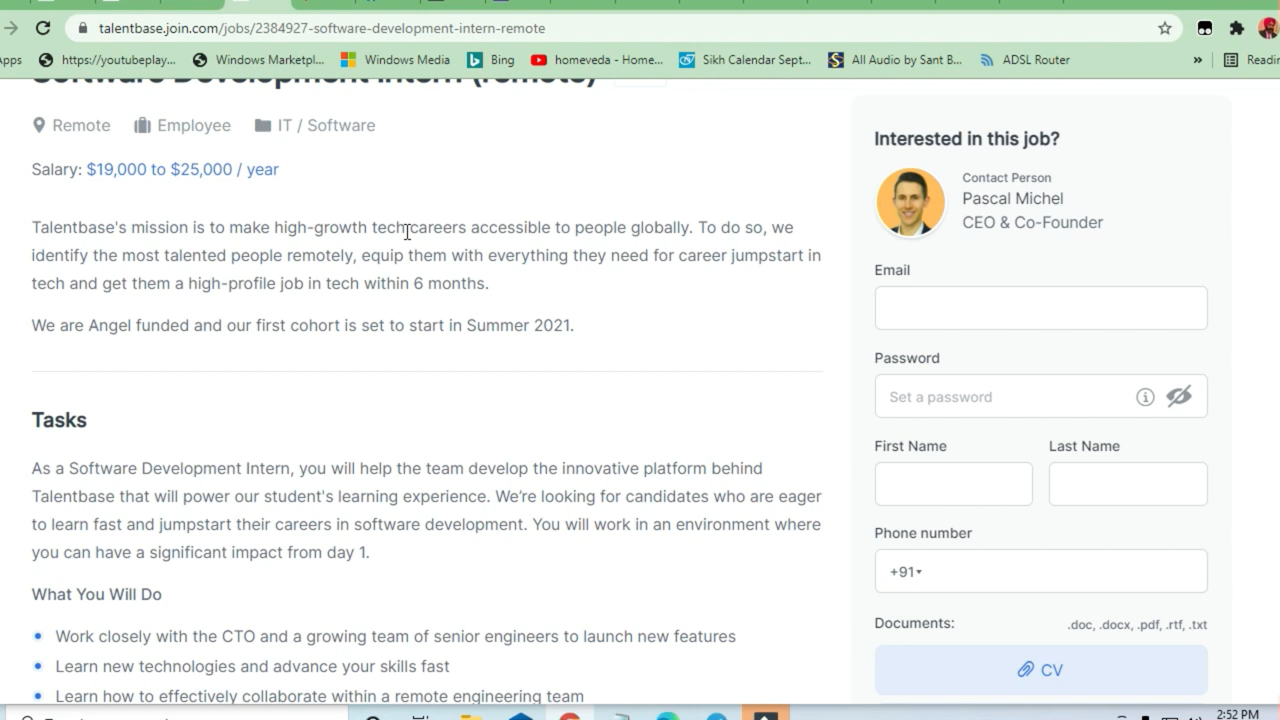 talentbase.join.com/jobs/2384927-software-development-intern-remote
Apps https://youtubeplay... Windows Marketpl... Windows Media Bing homeveda - Home... Sikh Calendar Sept... All Audio by Sant B... ADSL Router » Readin
Software Development Intern (remote)
Remote Employee IT / Software
Salary: $19,000 to $25,000 / year
Talentbase's mission is to make high-growth tech careers accessible to people globally. To do so, we
identify the most talented people remotely, equip them with everything they need for career jumpstart in
tech and get them a high-profile job in tech within 6 months.
We are Angel funded and our first cohort is set to start in Summer 2021.
Tasks
As a Software Development Intern, you will help the team develop the innovative platform behind
Talentbase that will power our student's learning experience. We're looking for candidates who are eager
to learn fast and jumpstart their careers in software development. You will work in an environment where
you can have a significant impact from day 1.
What You Will Do
Work closely with the CTO and a growing team of senior engineers to launch new features
Learn new technologies and advance your skills fast
Learn how to effectively collaborate within a remote engineering team
Interested in this job?
Contact Person
Pascal Michel
CEO & Co-Founder
Email
Password
Set a password
First Name Last Name
Phone number
+91
Documents: .doc, .docx, .pdf, .rtf, .txt
CV
2:52 PM